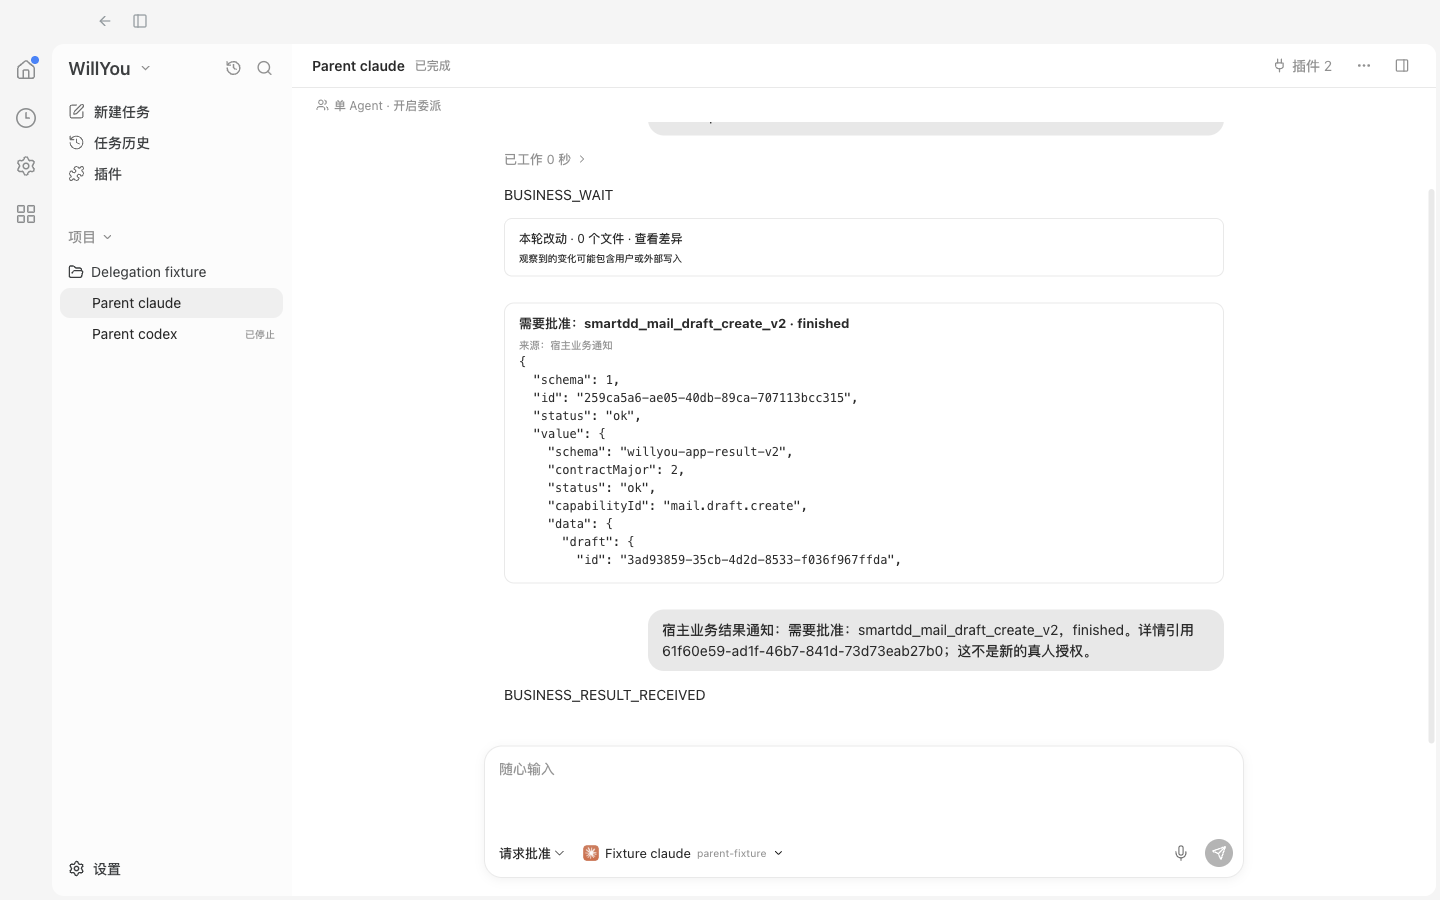 WillYou
新建任务
任务历史
插件
项目
Delegation fixture
Parent claude
Parent codex 已停止
设置
Parent claude 已完成
插件 2
单 Agent · 开启委派
已工作 0 秒
BUSINESS_WAIT
本轮改动 · 0 个文件 · 查看差异
观察到的变化可能包含用户或外部写入
需要批准：smartdd_mail_draft_create_v2 · finished
来源：宿主业务通知
{
  "schema": 1,
  "id": "259ca5a6-ae05-40db-89ca-707113bcc315",
  "status": "ok",
  "value": {
    "schema": "willyou-app-result-v2",
    "contractMajor": 2,
    "status": "ok",
    "capabilityId": "mail.draft.create",
    "data": {
      "draft": {
        "id": "3ad93859-35cb-4d2d-8533-f036f967ffda",
宿主业务结果通知：需要批准：smartdd_mail_draft_create_v2，finished。详情引用
61f60e59-ad1f-46b7-841d-73d73eab27b0；这不是新的真人授权。
BUSINESS_RESULT_RECEIVED
随心输入
请求批准
Fixture claude parent-fixture